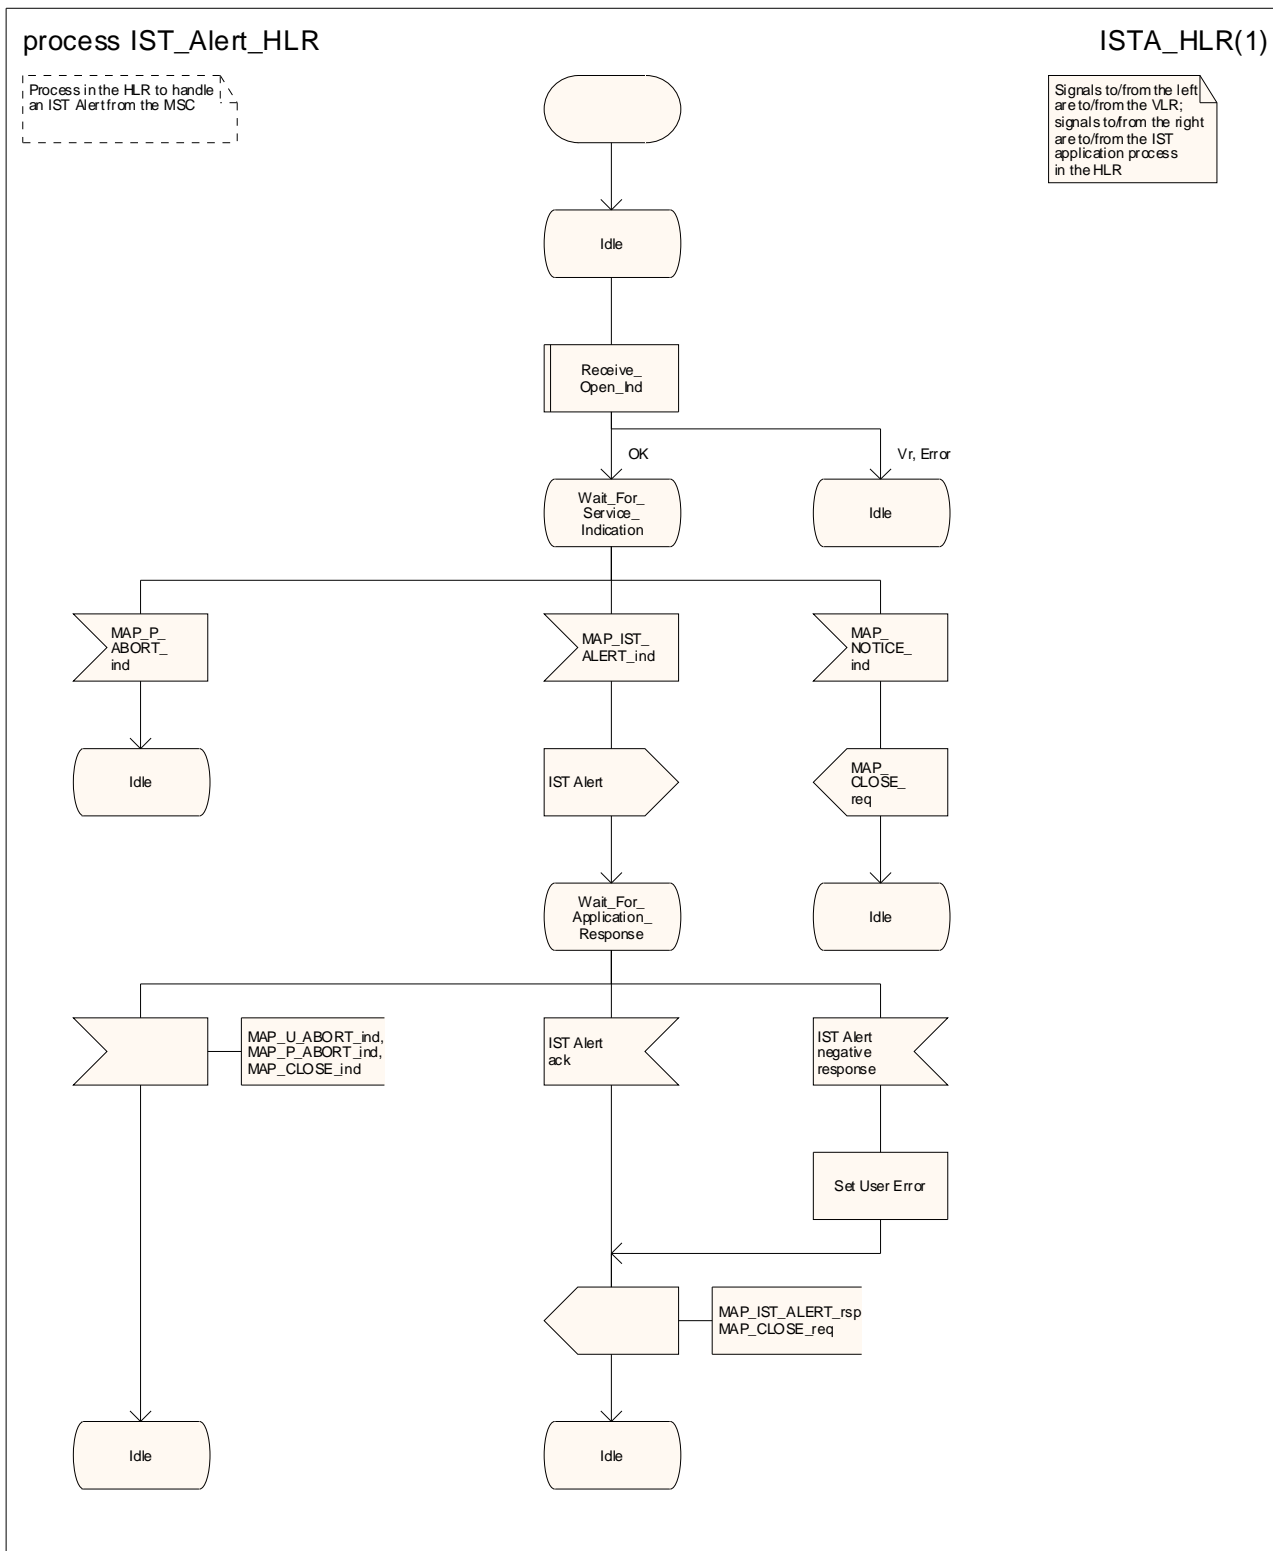 process IST_Alert_HLR
ISTA_HLR(1)
Process in the HLR to handle
an IST Alert from the MSC
Signals to/from the left
are to/from the VLR;
signals to/from the right
are to/from the IST
application process
in the HLR
Idle
Receive_
Open_Ind
OK
Vr, Error
Wait_For_
Service_
Indication
Idle
MAP_P_
ABORT_
ind
MAP_IST_
ALERT_ind
MAP_
NOTICE_
ind
Idle
IST Alert
MAP_
CLOSE_
req
Wait_For_
Application_
Response
Idle
MAP_U_ABORT_ind,
MAP_P_ABORT_ind,
MAP_CLOSE_ind
IST Alert
ack
IST Alert
negative
response
Set User Error
MAP_IST_ALERT_rsp
MAP_CLOSE_req
Idle
Idle